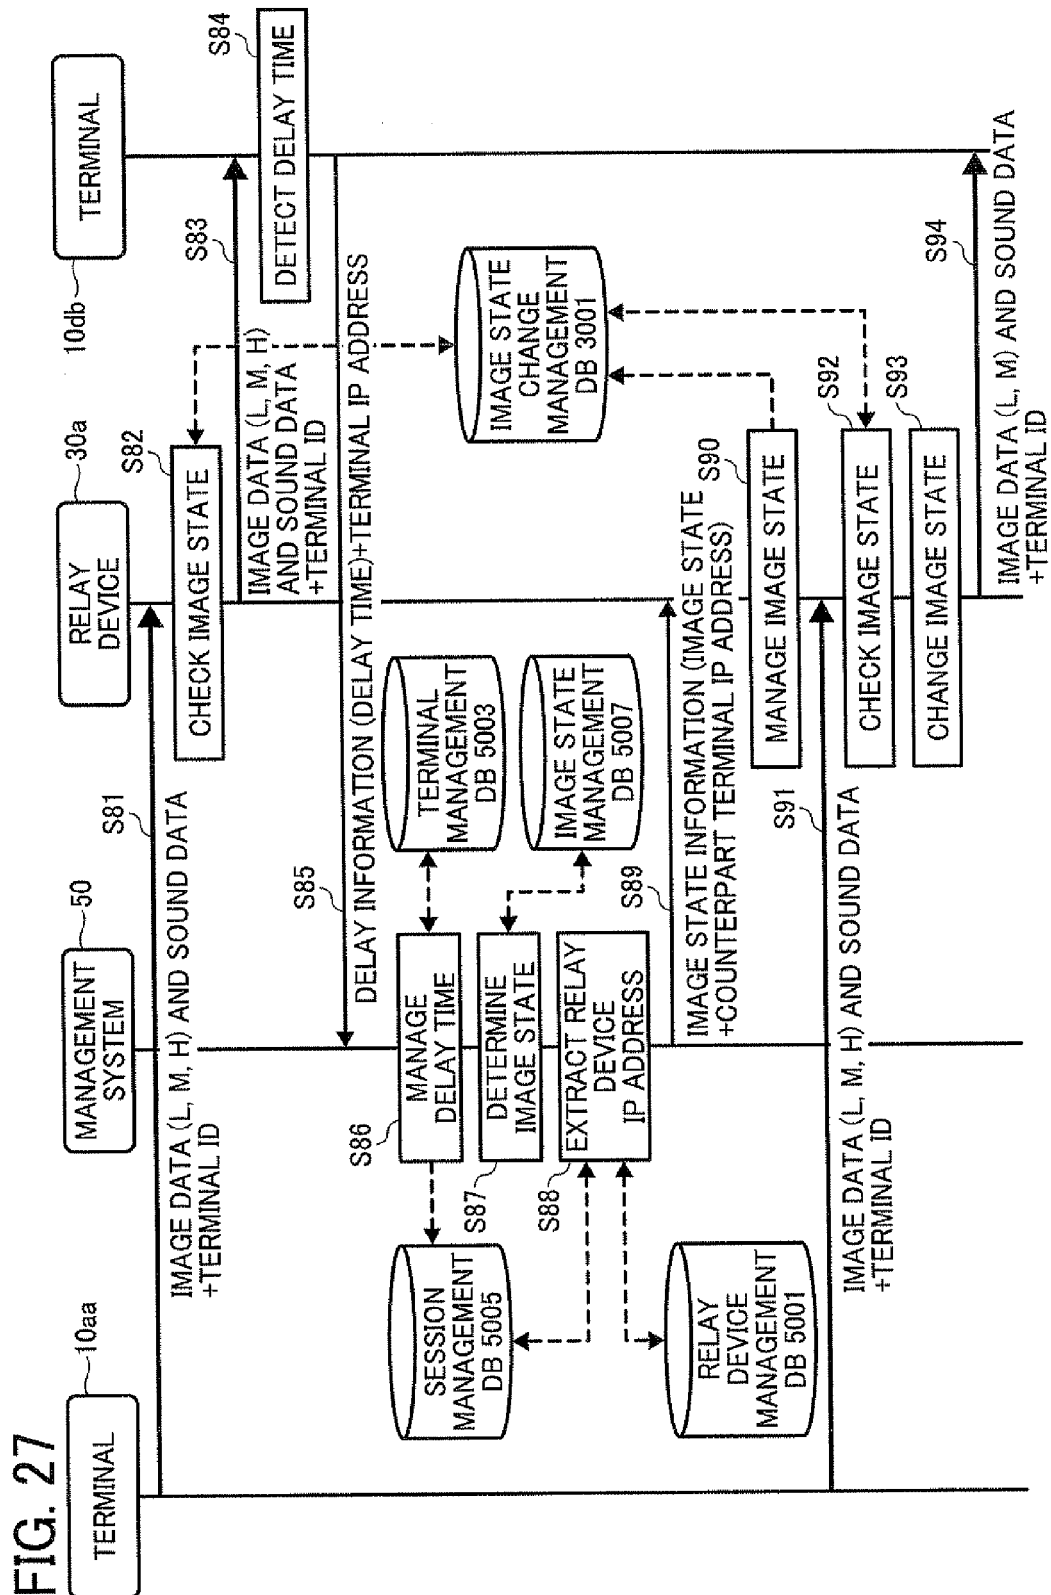 FIG. 27
10aa
TERMINAL
50
MANAGEMENT
SYSTEM
30a
RELAY
DEVICE
10db
TERMINAL
S81
IMAGE DATA (L, M, H) AND SOUND DATA
+TERMINAL ID
S82
CHECK IMAGE STATE
S83
IMAGE DATA (L, M, H)
AND SOUND DATA
+TERMINAL ID
S84
DETECT DELAY TIME
S85
DELAY INFORMATION (DELAY TIME)+TERMINAL IP ADDRESS
S86
MANAGE
DELAY TIME
SESSION
MANAGEMENT
DB 5005
TERMINAL
MANAGEMENT
DB 5003
IMAGE STATE
CHANGE
MANAGEMENT
DB 3001
S87
DETERMINE
IMAGE STATE
IMAGE STATE
MANAGEMENT
DB 5007
S88
EXTRACT RELAY
DEVICE
IP ADDRESS
RELAY
DEVICE
MANAGEMENT
DB 5001
S89
IMAGE STATE INFORMATION (IMAGE STATE
+COUNTERPART TERMINAL IP ADDRESS)
S90
MANAGE IMAGE STATE
S91
IMAGE DATA (L, M, H) AND SOUND DATA
+TERMINAL ID
S92
CHECK IMAGE STATE
S93
CHANGE IMAGE STATE
S94
IMAGE DATA (L, M) AND SOUND DATA
+TERMINAL ID